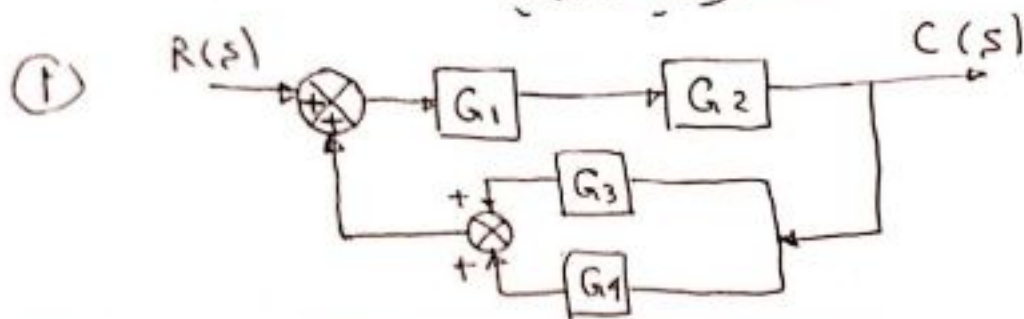 ①
R(s)
C(s)
+
+
G1
G2
+
G3
+
G4